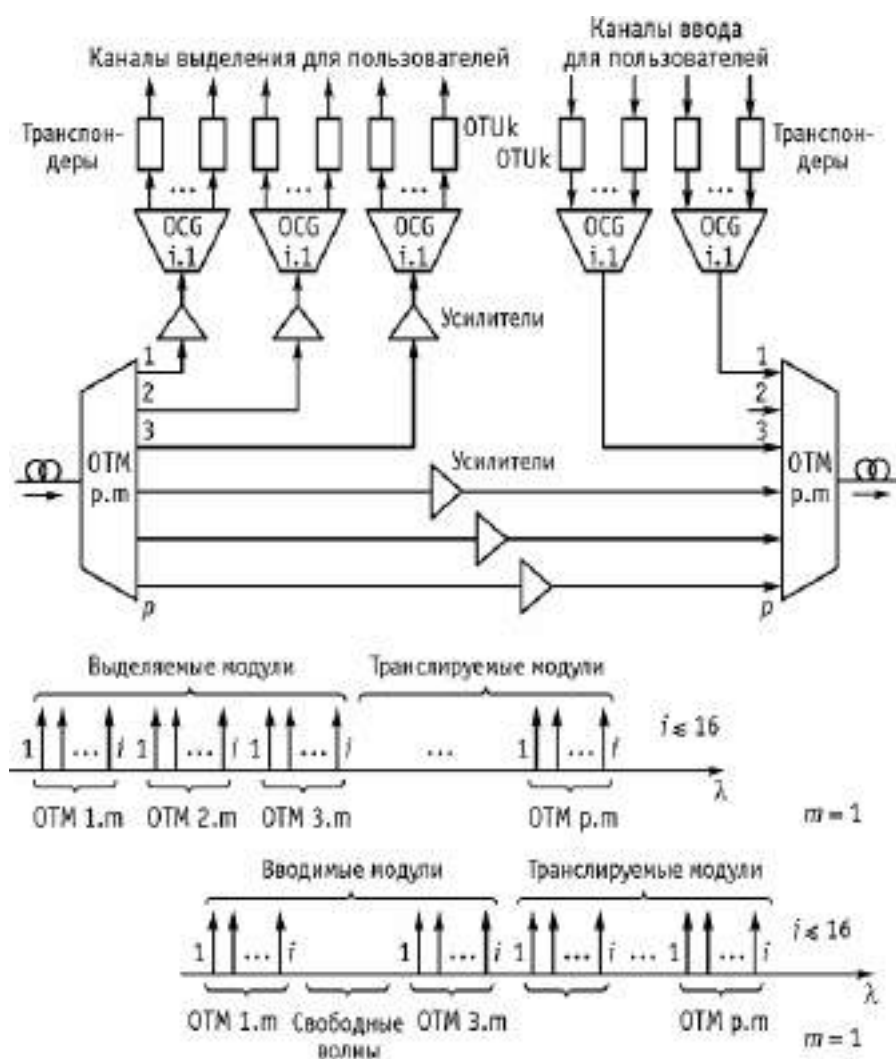 Каналы выделения для пользователей
Каналы ввода
для пользователей
Транспон-
деры
OTUk
OTUk
Транспон-
деры
... ... ... ... ...
OCG
i.1
OCG
i.1
OCG
i.1
OCG
i.1
OCG
i.1
Усилители
1
2
3
OTM
p.m
p
Усилители
1
2
3
OTM
p.m
p
Выделяемые модули
Транслируемые модули
1 ... i 1 ... i 1 ... i ... 1 ... i
i ⩽ 16
λ
OTM 1.m OTM 2.m OTM 3.m OTM p.m
m = 1
Вводимые модули
Транслируемые модули
1 ... i 1 ... i 1 ... i ... 1 ... i
i ⩽ 16
λ
OTM 1.m Свободные
волны
OTM 3.m OTM p.m
m = 1